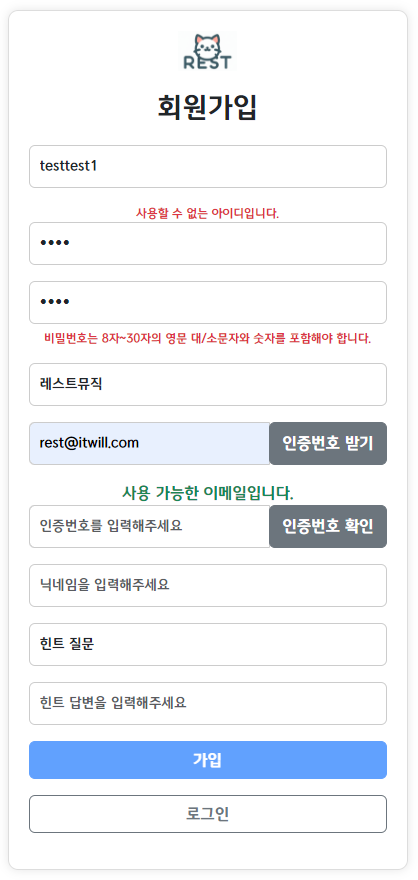 REST
회원가입
testtest1
사용할 수 없는 아이디입니다.
••••
••••
비밀번호는 8자~30자의 영문 대/소문자와 숫자를 포함해야 합니다.
레스트뮤직
rest@itwill.com 인증번호 받기
사용 가능한 이메일입니다.
인증번호를 입력해주세요 인증번호 확인
닉네임을 입력해주세요
힌트 질문
힌트 답변을 입력해주세요
가입
로그인